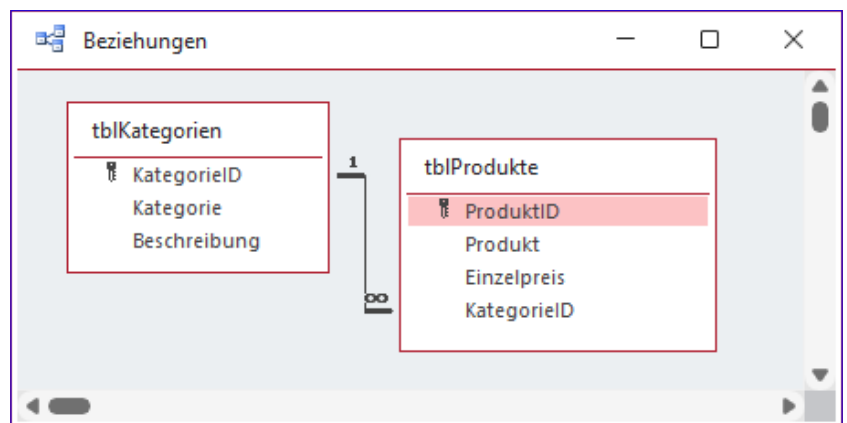 Beziehungen
tblKategorien
KategorieID
Kategorie
Beschreibung
1
∞
tblProdukte
ProduktID
Produkt
Einzelpreis
KategorieID